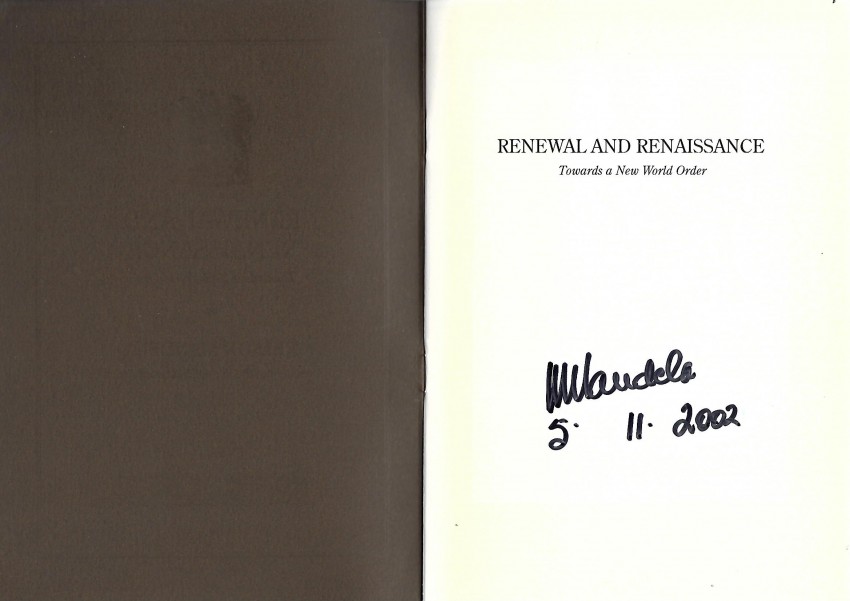 RENEWAL AND RENAISSANCE
Towards a New World Order
NMandela
5. 11. 2002